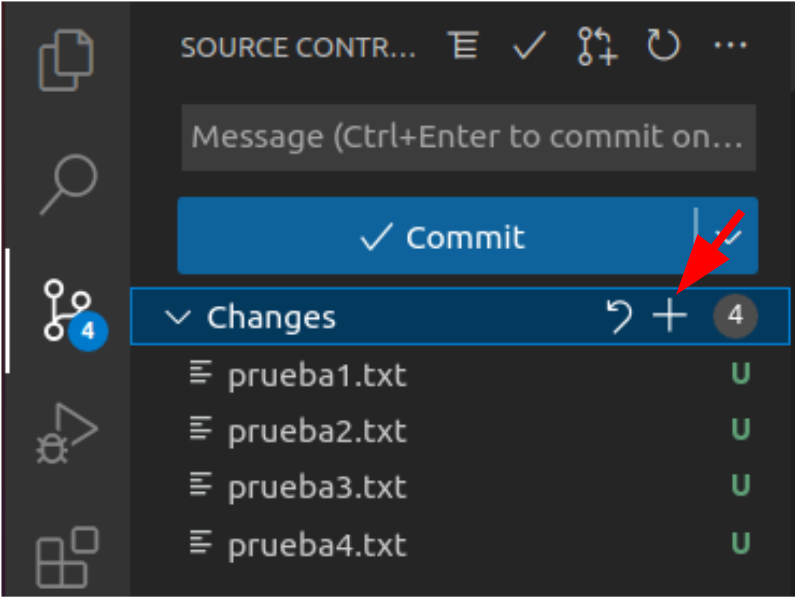 SOURCE CONTR...
Message (Ctrl+Enter to commit on...
Commit
4
Changes
4
prueba1.txt
U
prueba2.txt
U
prueba3.txt
U
prueba4.txt
U